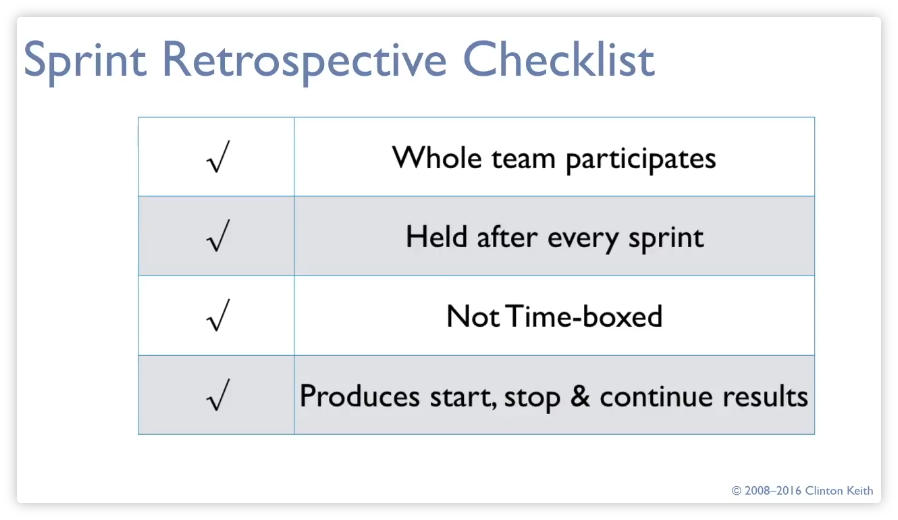 Sprint Retrospective Checklist
√ Whole team participates
√ Held after every sprint
√ Not Time-boxed
√ Produces start, stop & continue results
© 2008–2016 Clinton Keith